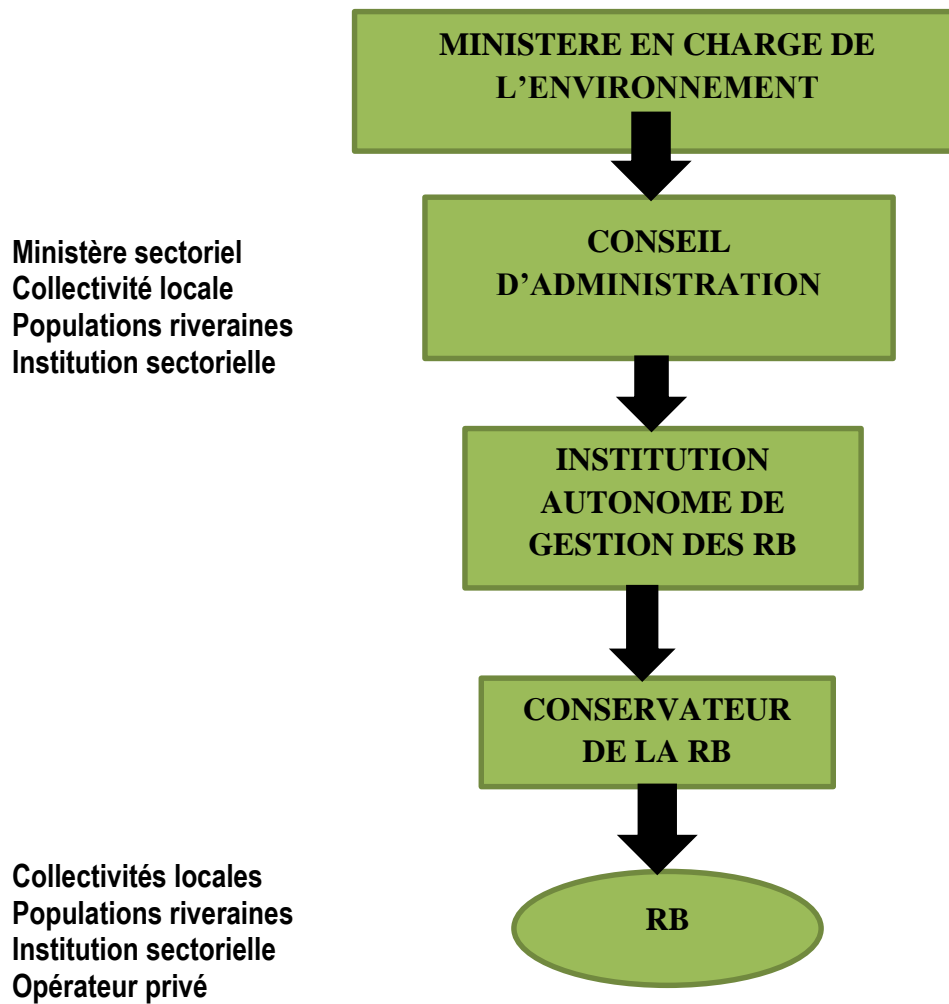 MINISTERE EN CHARGE DE
L’ENVIRONNEMENT
CONSEIL
D’ADMINISTRATION
Ministère sectoriel
Collectivité locale
Populations riveraines
Institution sectorielle
INSTITUTION
AUTONOME DE
GESTION DES RB
CONSERVATEUR
DE LA RB
Collectivités locales
Populations riveraines
Institution sectorielle
Opérateur privé
RB